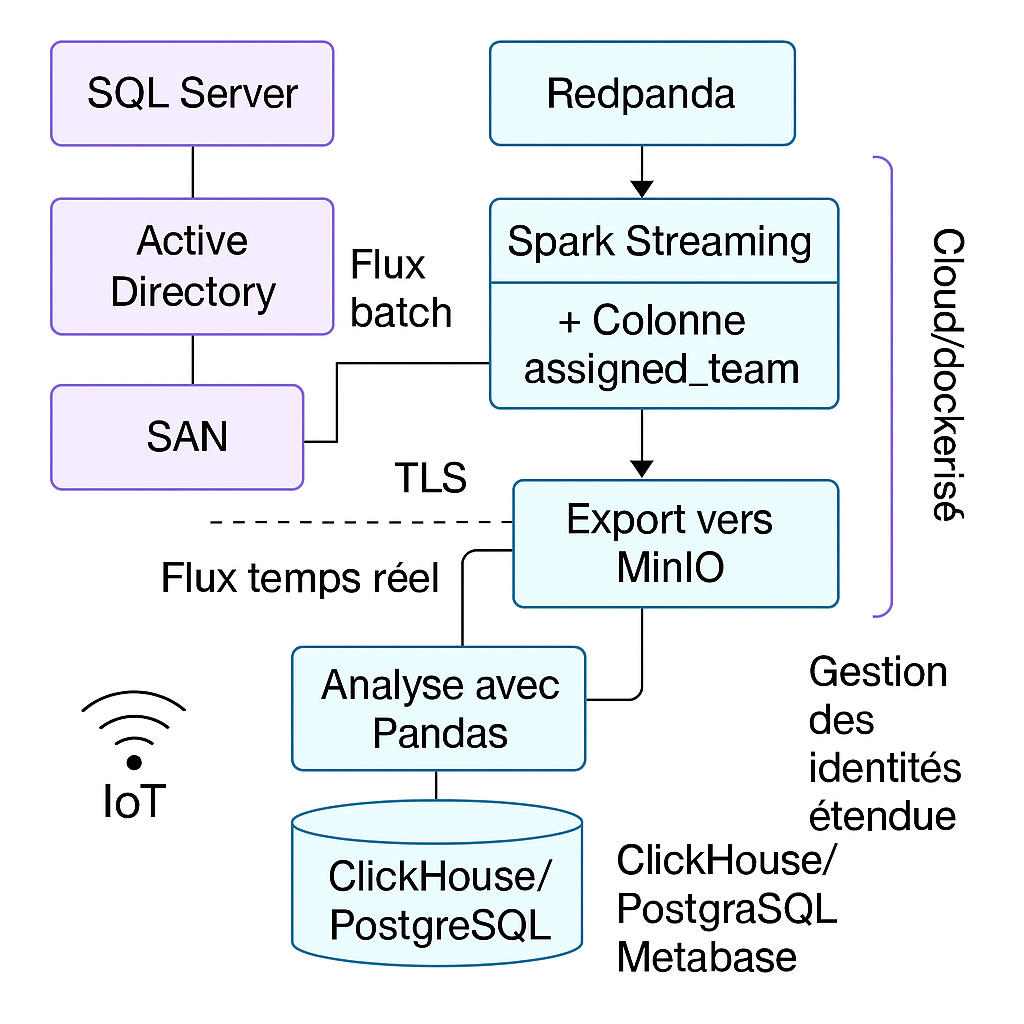 SQL Server
Redpanda
Active
Directory
Flux
batch
Spark Streaming
+ Colonne
assigned_team
Cloud/dockerisé
SAN
TLS
Export vers
MinIO
Flux temps réel
Analyse avec
Pandas
Gestion
des
identités
étendue
IoT
ClickHouse/
PostgreSQL
ClickHouse/
PostgraSQL
Metabase